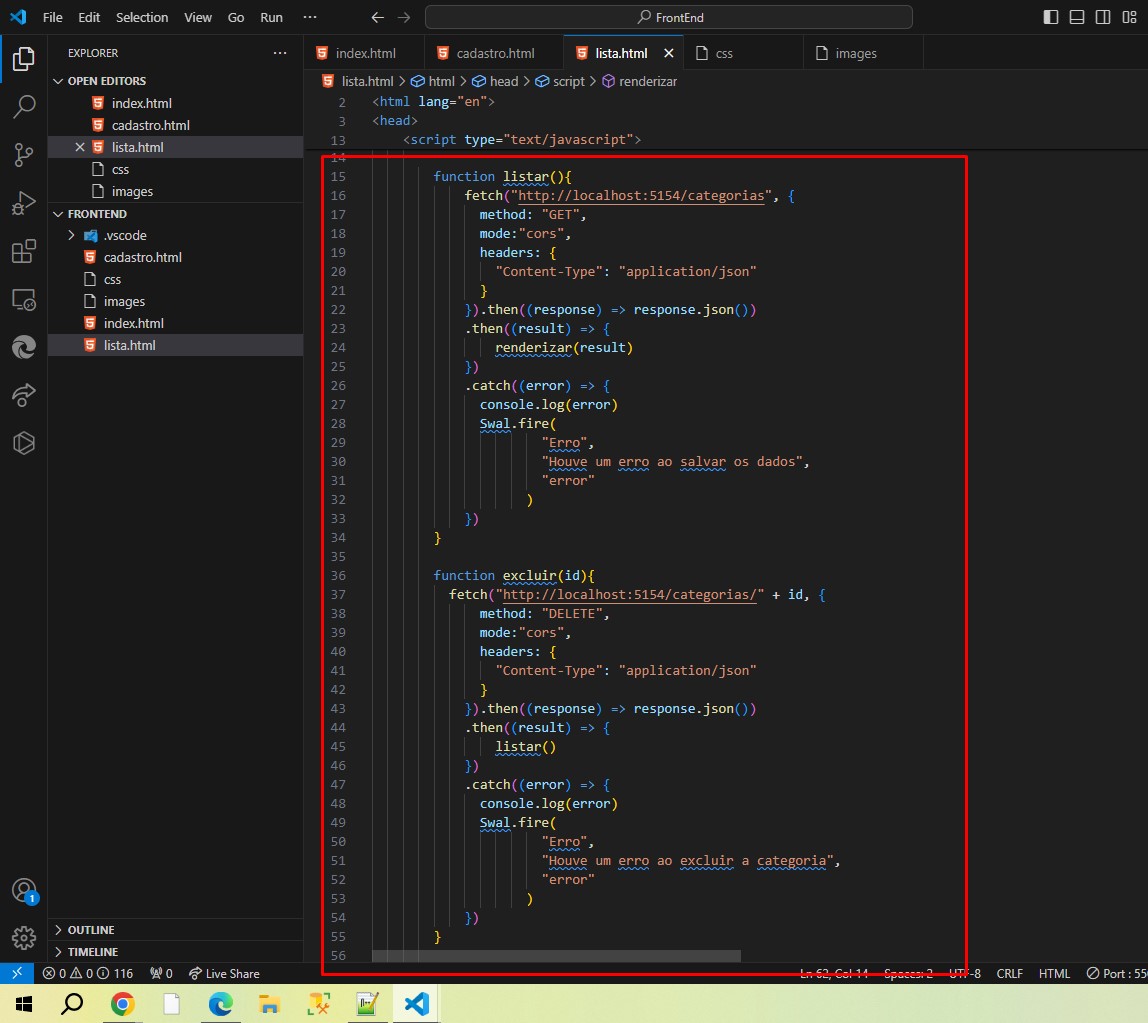 File Edit Selection View Go Run ··· ← → FrontEnd
EXPLORER ···
OPEN EDITORS
index.html
cadastro.html
lista.html
css
images
FRONTEND
.vscode
cadastro.html
css
images
index.html
lista.html
OUTLINE
TIMELINE
index.html cadastro.html lista.html css images
lista.html > html > head > script > renderizar
2 <html lang="en">
3 <head>
13 <script type="text/javascript">
14
15 function listar(){
16 fetch("http://localhost:5154/categorias", {
17 method: "GET",
18 mode:"cors",
19 headers: {
20 "Content-Type": "application/json"
21 }
22 }).then((response) => response.json())
23 .then((result) => {
24 renderizar(result)
25 })
26 .catch((error) => {
27 console.log(error)
28 Swal.fire(
29 "Erro",
30 "Houve um erro ao salvar os dados",
31 "error"
32 )
33 })
34 }
35
36 function excluir(id){
37 fetch("http://localhost:5154/categorias/" + id, {
38 method: "DELETE",
39 mode:"cors",
40 headers: {
41 "Content-Type": "application/json"
42 }
43 }).then((response) => response.json())
44 .then((result) => {
45 listar()
46 })
47 .catch((error) => {
48 console.log(error)
49 Swal.fire(
50 "Erro",
51 "Houve um erro ao excluir a categoria",
52 "error"
53 )
54 })
55 }
56
1
0 0 116 0 Live Share Ln 62, Col 14 Spaces: 2 UTF-8 CRLF HTML Port : 55